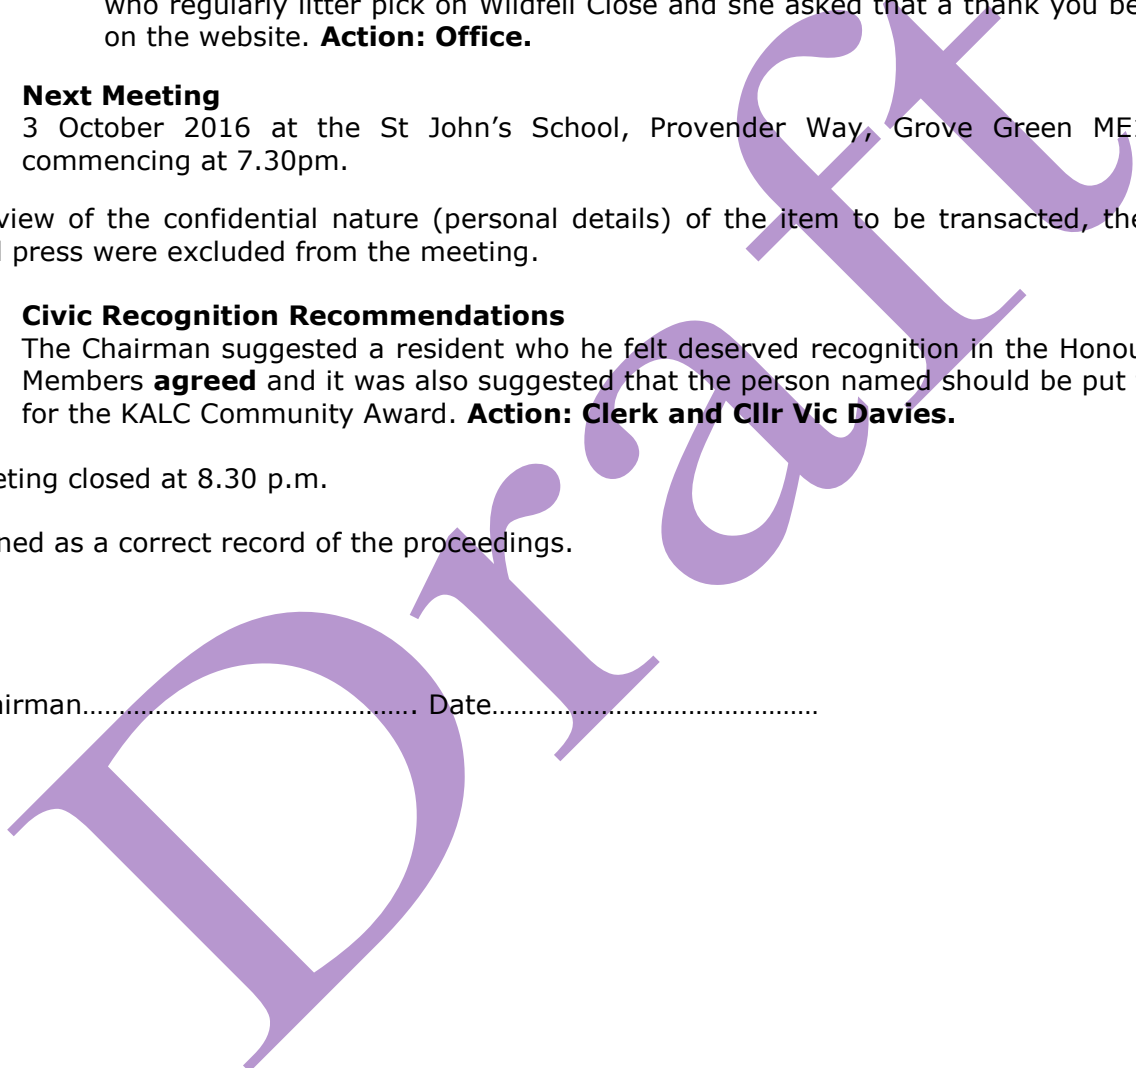 who regularly litter pick on Wildfell Close and she asked that a thank you be
on the website. Action: Office.
Next Meeting
3 October 2016 at the St John's School, Provender Way, Grove Green
commencing at 7.30pm.
view of the confidential nature (personal details) of the item to be transacted, the
press were excluded from the meeting.
Civic Recognition Recommendations
The Chairman suggested a resident who he felt deserved recognition in the Honou
Members agreed and it was also suggested that the person named should be put
for the KALC Community Award. Action: Clerk and Cllr Vic Davies.
eting closed at 8.30 p.m.
ned as a correct record of the proceedings.
airman………………………………………. Date………………………………………
Draft